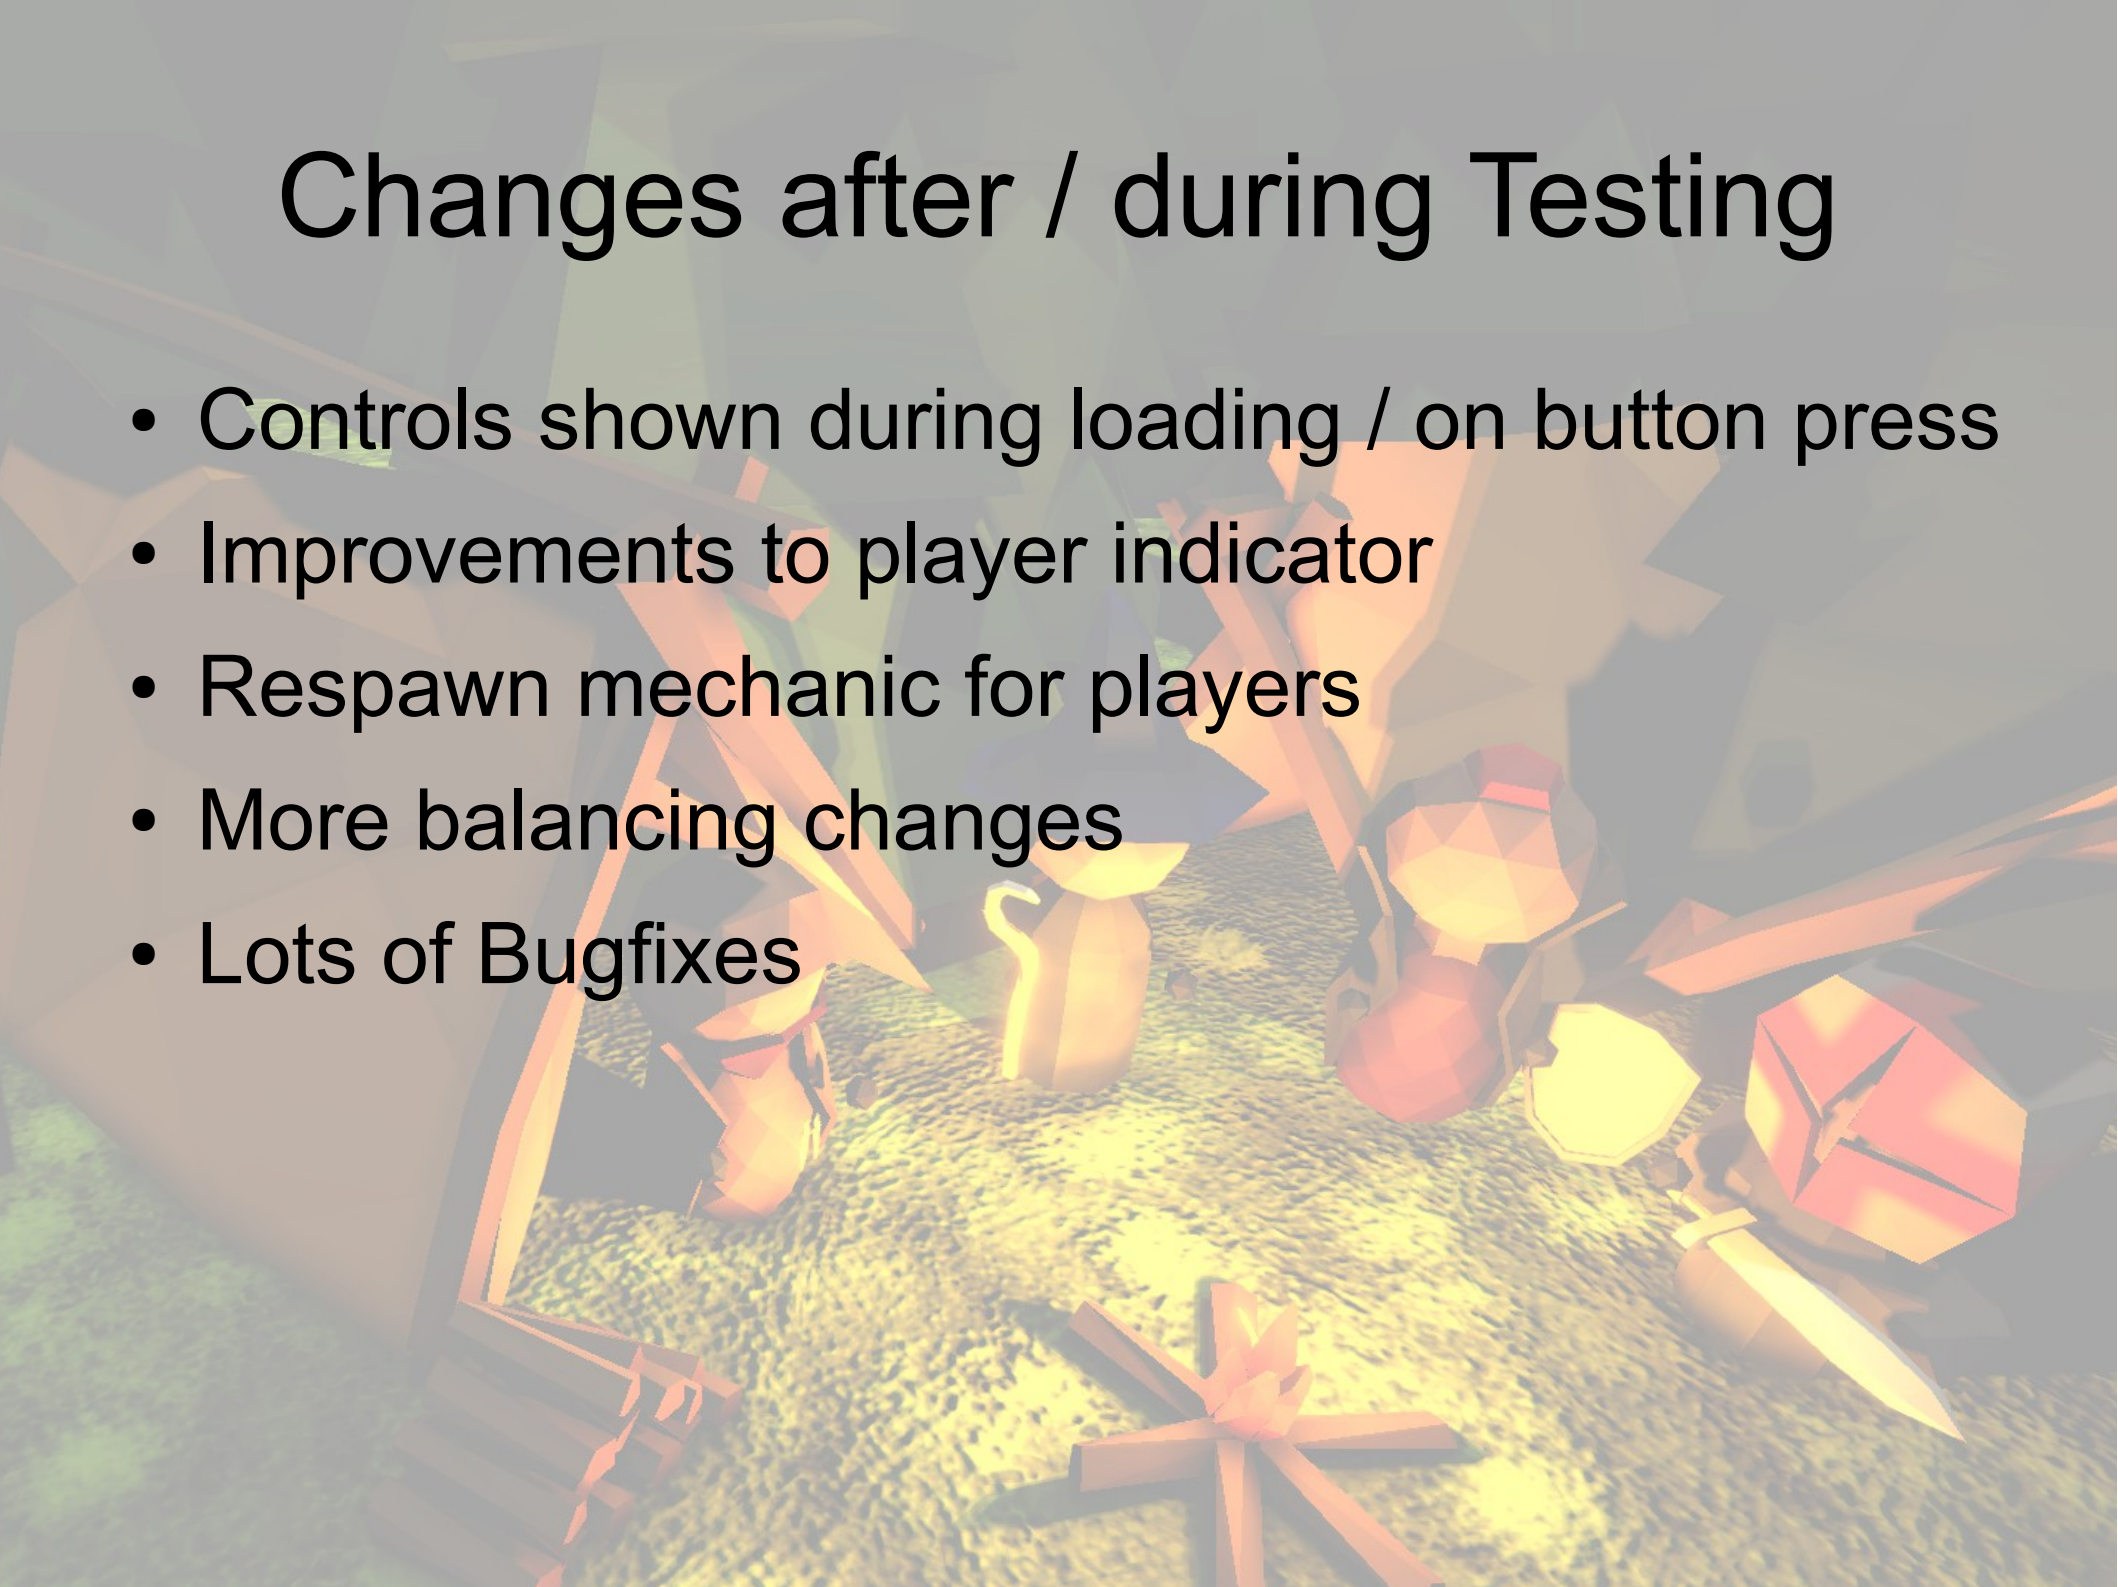 Changes after / during Testing
• Controls shown during loading / on button press
• Improvements to player indicator
• Respawn mechanic for players
• More balancing changes
• Lots of Bugfixes